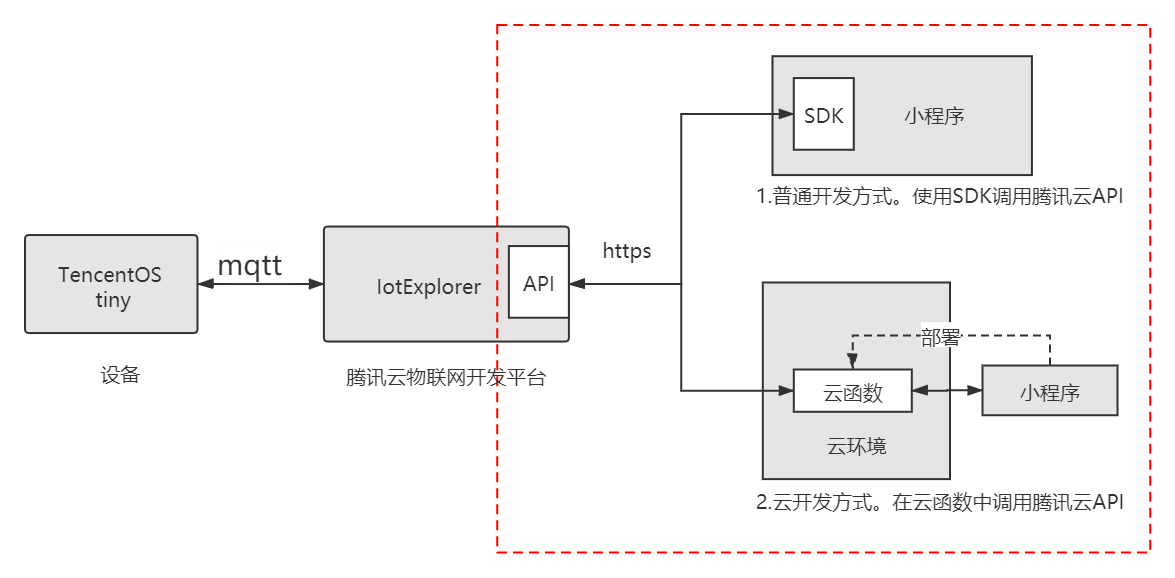 TencentOS
tiny
设备
mqtt
IotExplorer
API
腾讯云物联网开发平台
https
SDK
小程序
1.普通开发方式。使用SDK调用腾讯云API
部署
云函数
小程序
云环境
2.云开发方式。在云函数中调用腾讯云API